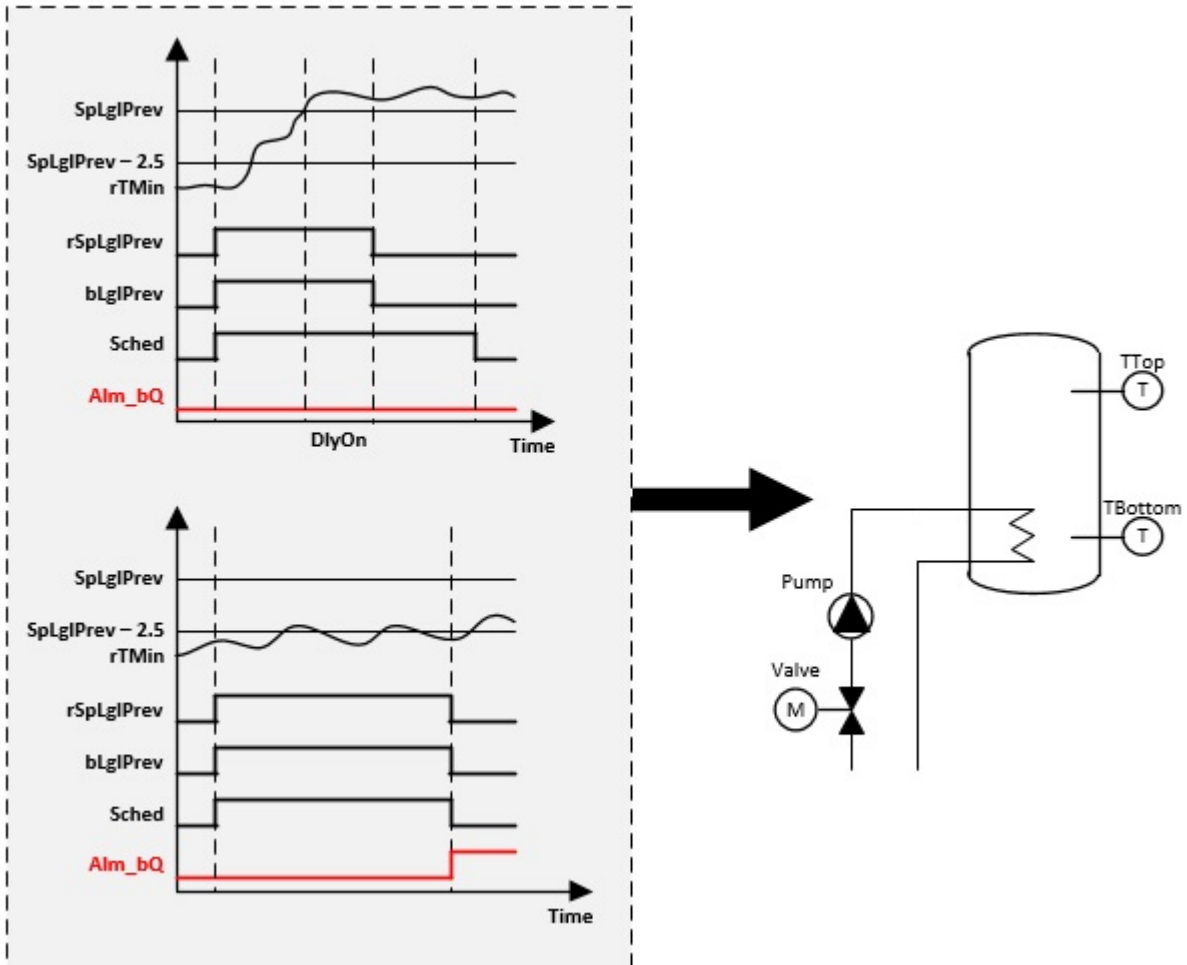 SpLglPrev
SpLglPrev – 2.5
rTMin
rSpLglPrev
bLglPrev
Sched
Alm_bQ
DlyOn
Time
SpLglPrev
SpLglPrev – 2.5
rTMin
rSpLglPrev
bLglPrev
Sched
Alm_bQ
Time
TTop
T
TBottom
T
Pump
Valve
M